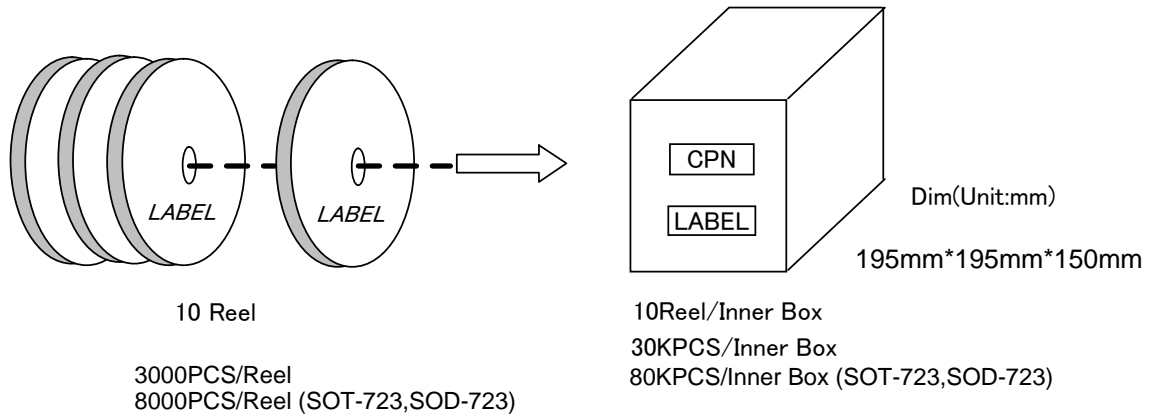 LABEL
LABEL
10 Reel
3000PCS/Reel
8000PCS/Reel (SOT-723,SOD-723)
CPN
LABEL
Dim(Unit:mm)
195mm*195mm*150mm
10Reel/Inner Box
30KPCS/Inner Box
80KPCS/Inner Box (SOT-723,SOD-723)